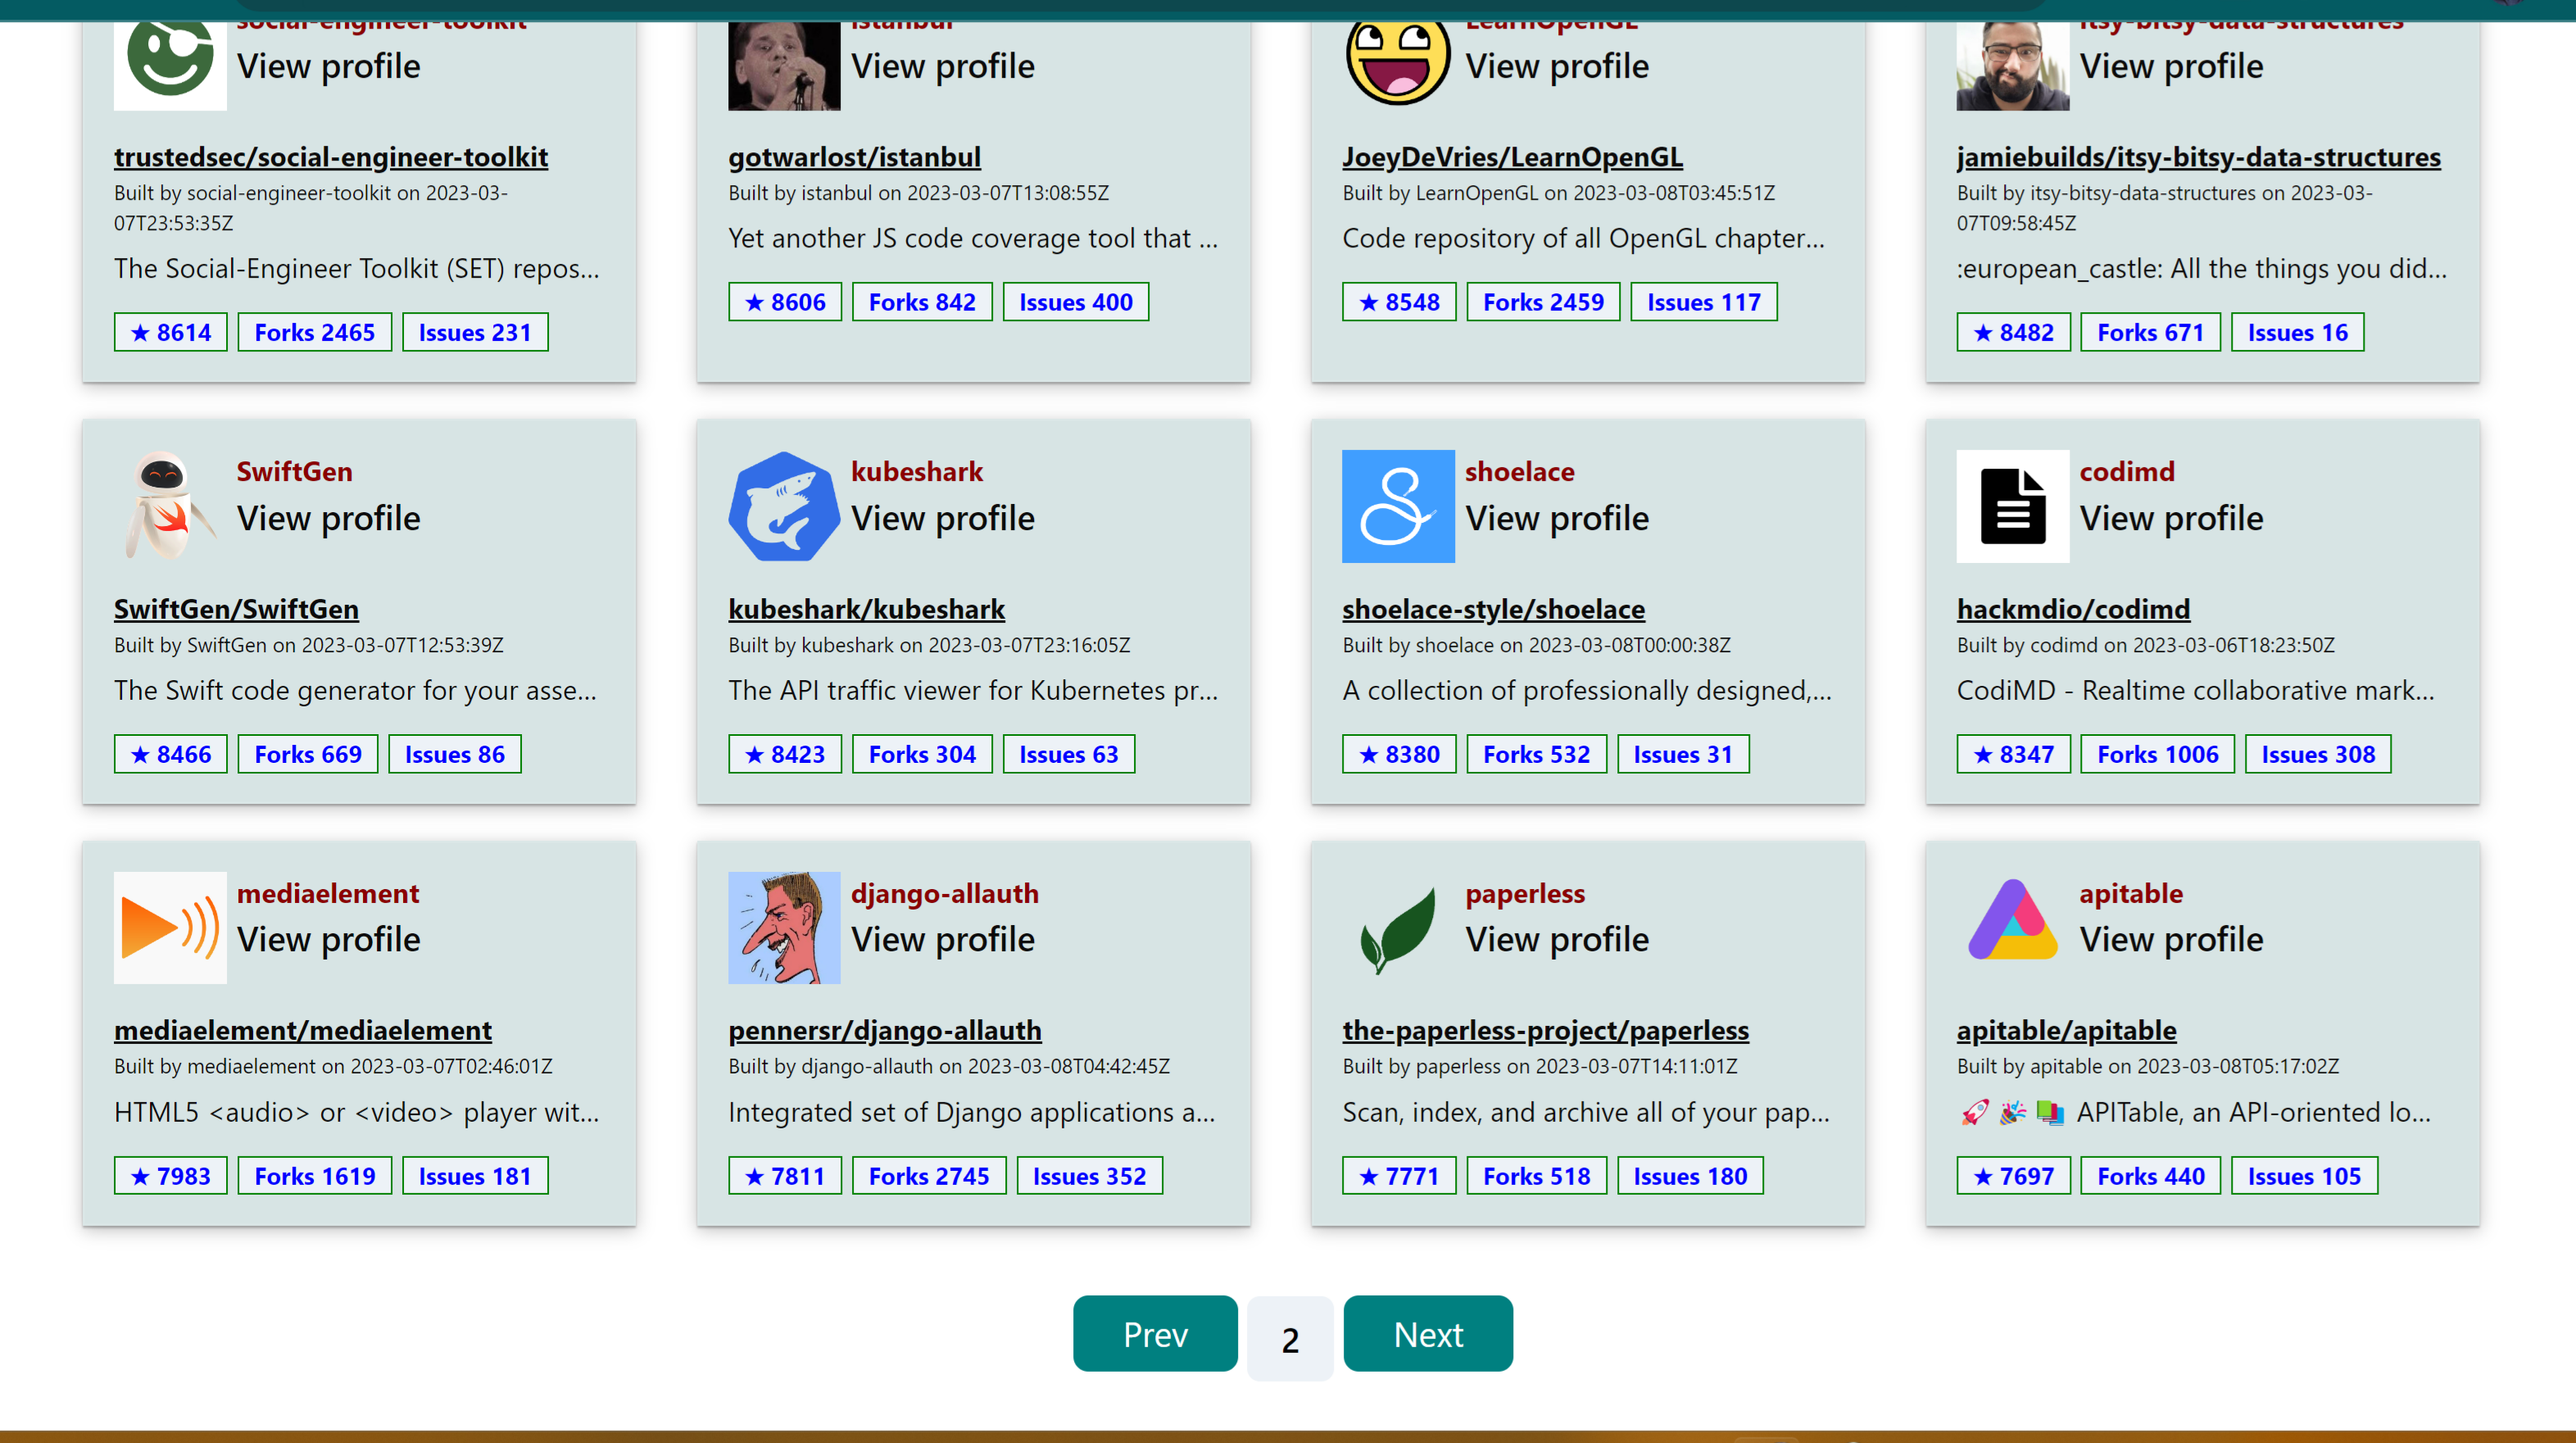 social-engineer-toolkit
View profile
trustedsec/social-engineer-toolkit
Built by social-engineer-toolkit on 2023-03-
07T23:53:35Z
The Social-Engineer Toolkit (SET) repos...
★ 8614 Forks 2465 Issues 231
istanbul
View profile
gotwarlost/istanbul
Built by istanbul on 2023-03-07T13:08:55Z
Yet another JS code coverage tool that ...
★ 8606 Forks 842 Issues 400
LearnOpenGL
View profile
JoeyDeVries/LearnOpenGL
Built by LearnOpenGL on 2023-03-08T03:45:51Z
Code repository of all OpenGL chapter...
★ 8548 Forks 2459 Issues 117
itsy-bitsy-data-structures
View profile
jamiebuilds/itsy-bitsy-data-structures
Built by itsy-bitsy-data-structures on 2023-03-
07T09:58:45Z
:european_castle: All the things you did...
★ 8482 Forks 671 Issues 16
SwiftGen
View profile
SwiftGen/SwiftGen
Built by SwiftGen on 2023-03-07T12:53:39Z
The Swift code generator for your asse...
★ 8466 Forks 669 Issues 86
kubeshark
View profile
kubeshark/kubeshark
Built by kubeshark on 2023-03-07T23:16:05Z
The API traffic viewer for Kubernetes pr...
★ 8423 Forks 304 Issues 63
shoelace
View profile
shoelace-style/shoelace
Built by shoelace on 2023-03-08T00:00:38Z
A collection of professionally designed,...
★ 8380 Forks 532 Issues 31
codimd
View profile
hackmdio/codimd
Built by codimd on 2023-03-06T18:23:50Z
CodiMD - Realtime collaborative mark...
★ 8347 Forks 1006 Issues 308
mediaelement
View profile
mediaelement/mediaelement
Built by mediaelement on 2023-03-07T02:46:01Z
HTML5 <audio> or <video> player wit...
★ 7983 Forks 1619 Issues 181
django-allauth
View profile
pennersr/django-allauth
Built by django-allauth on 2023-03-08T04:42:45Z
Integrated set of Django applications a...
★ 7811 Forks 2745 Issues 352
paperless
View profile
the-paperless-project/paperless
Built by paperless on 2023-03-07T14:11:01Z
Scan, index, and archive all of your pap...
★ 7771 Forks 518 Issues 180
apitable
View profile
apitable/apitable
Built by apitable on 2023-03-08T05:17:02Z
🚀 🎉 📚 APITable, an API-oriented lo...
★ 7697 Forks 440 Issues 105
Prev 2 Next